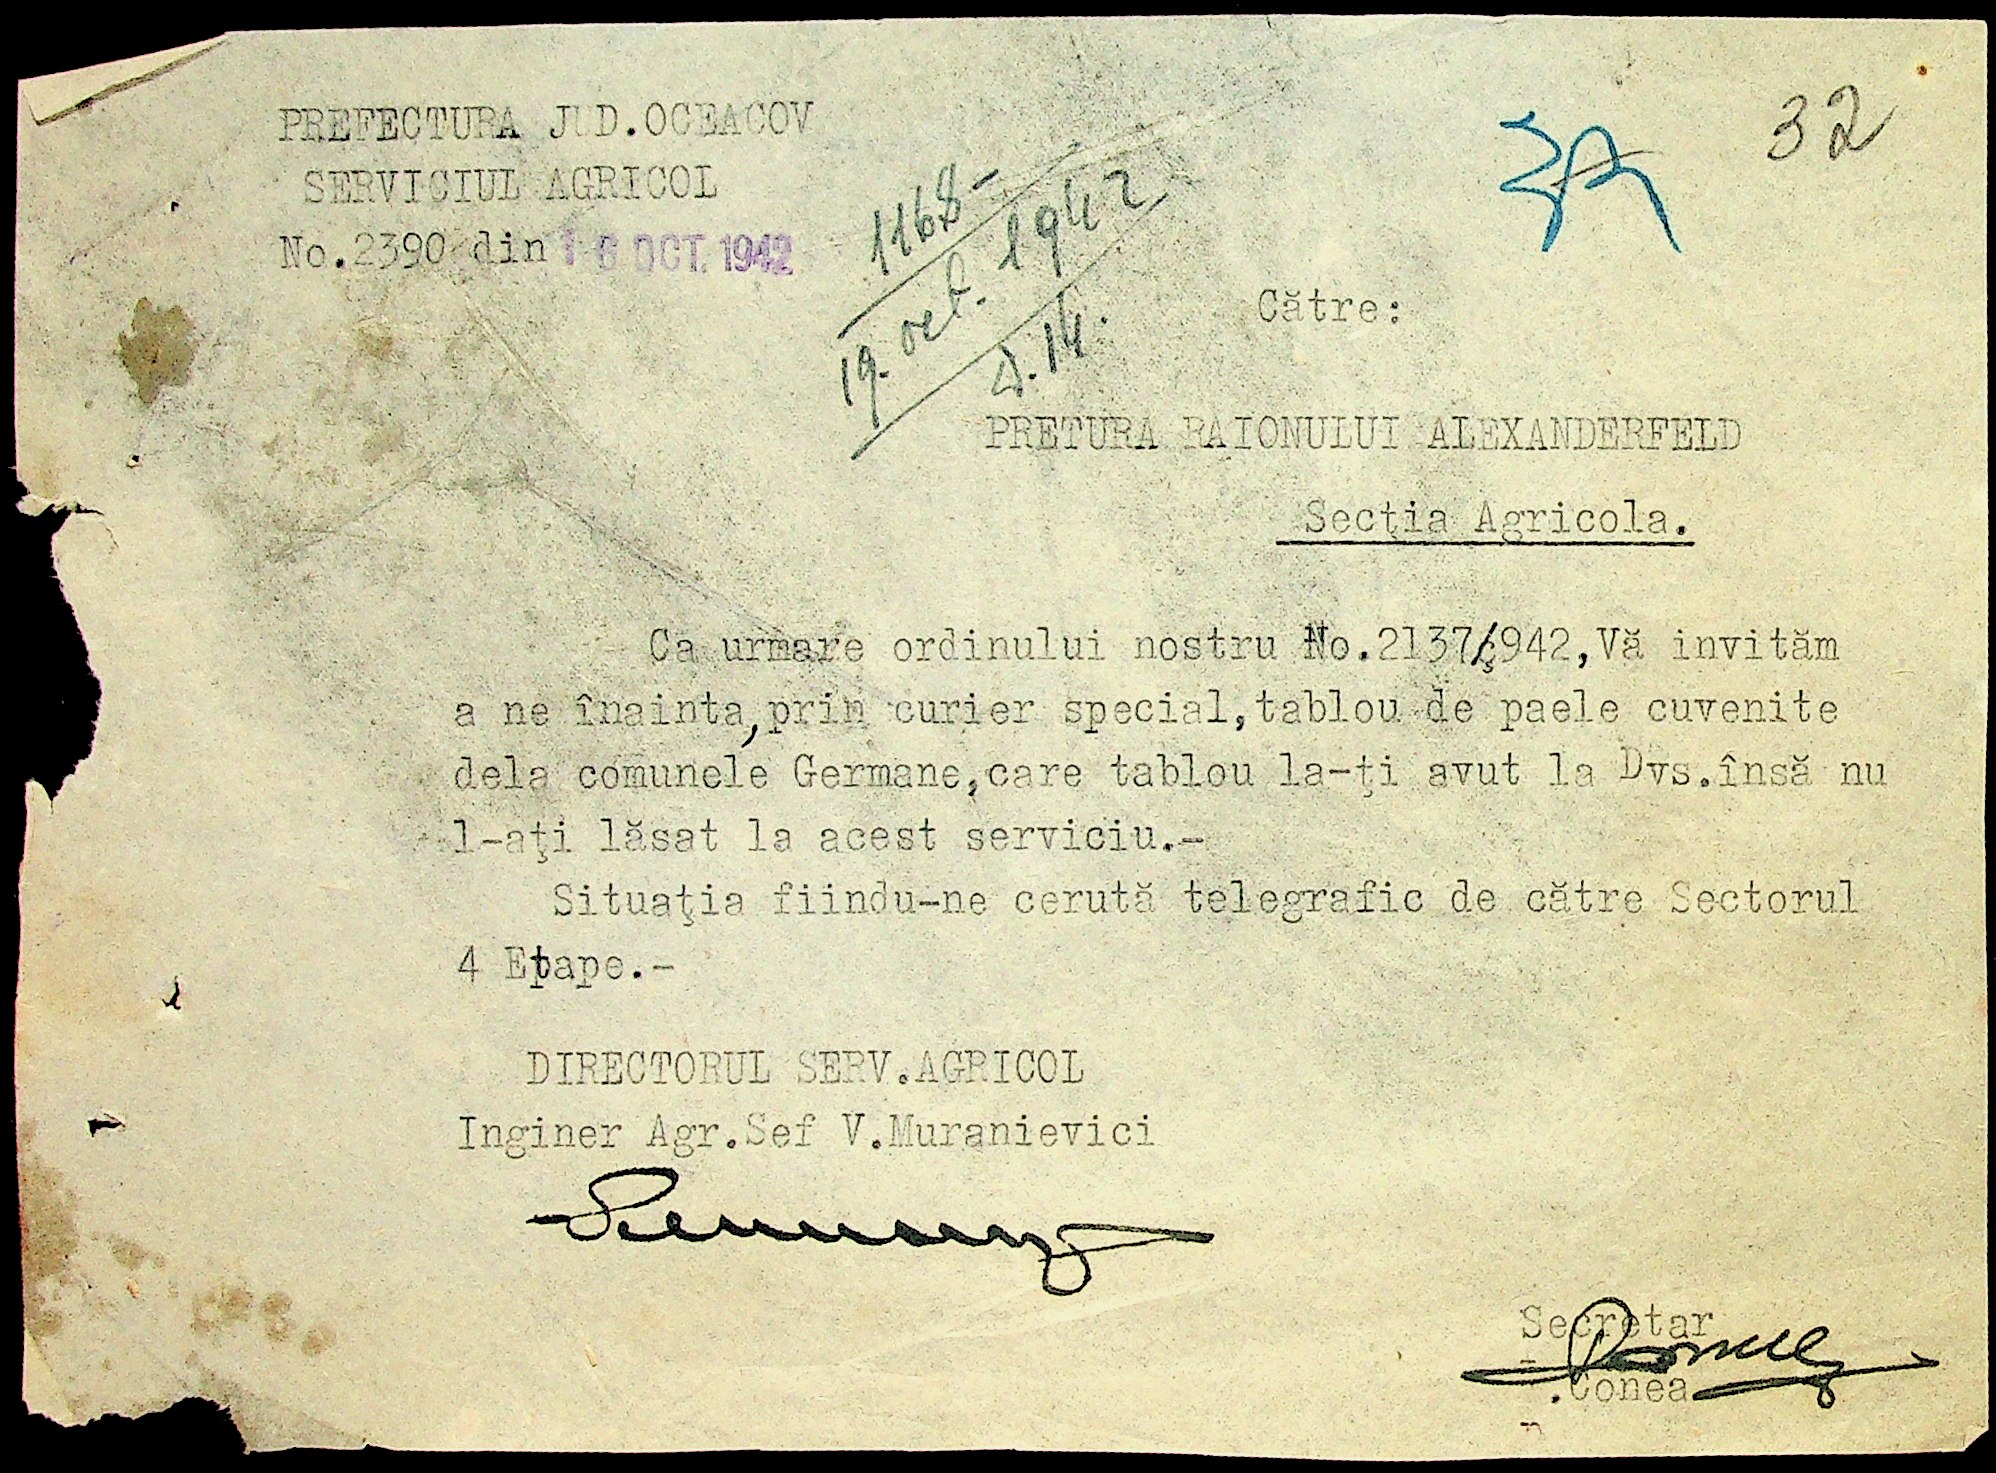 PREFECTURA JUD.OCEACOV
SERVICIUL AGRICOL
No.2390 din 16 OCT. 1942
1168-
19. oct. 1942
D.14.
32
Către:
PRETURA RAIONULUI ALEXANDERFELD
Secţia Agricola.
Ca urmare ordinului nostru No.2137/942,Vă invităm
a ne înainta,prin curier special,tablou de paele cuvenite
dela comunele Germane,care tablou la-ţi avut la Dvs.însă nu
l-aţi lăsat la acest serviciu.-
Situaţia fiindu-ne cerută telegrafic de către Sectorul
4 Etape.-
DIRECTORUL SERV.AGRICOL
Inginer Agr.Sef V.Muranievici
Secretar
.Conea